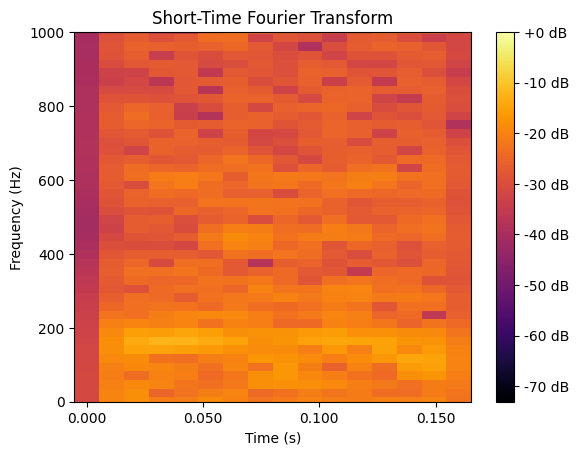 Short-Time Fourier Transform
1000
800
600
400
200
0
Frequency (Hz)
0.000
0.050
0.100
0.150
Time (s)
+0 dB
-10 dB
-20 dB
-30 dB
-40 dB
-50 dB
-60 dB
-70 dB